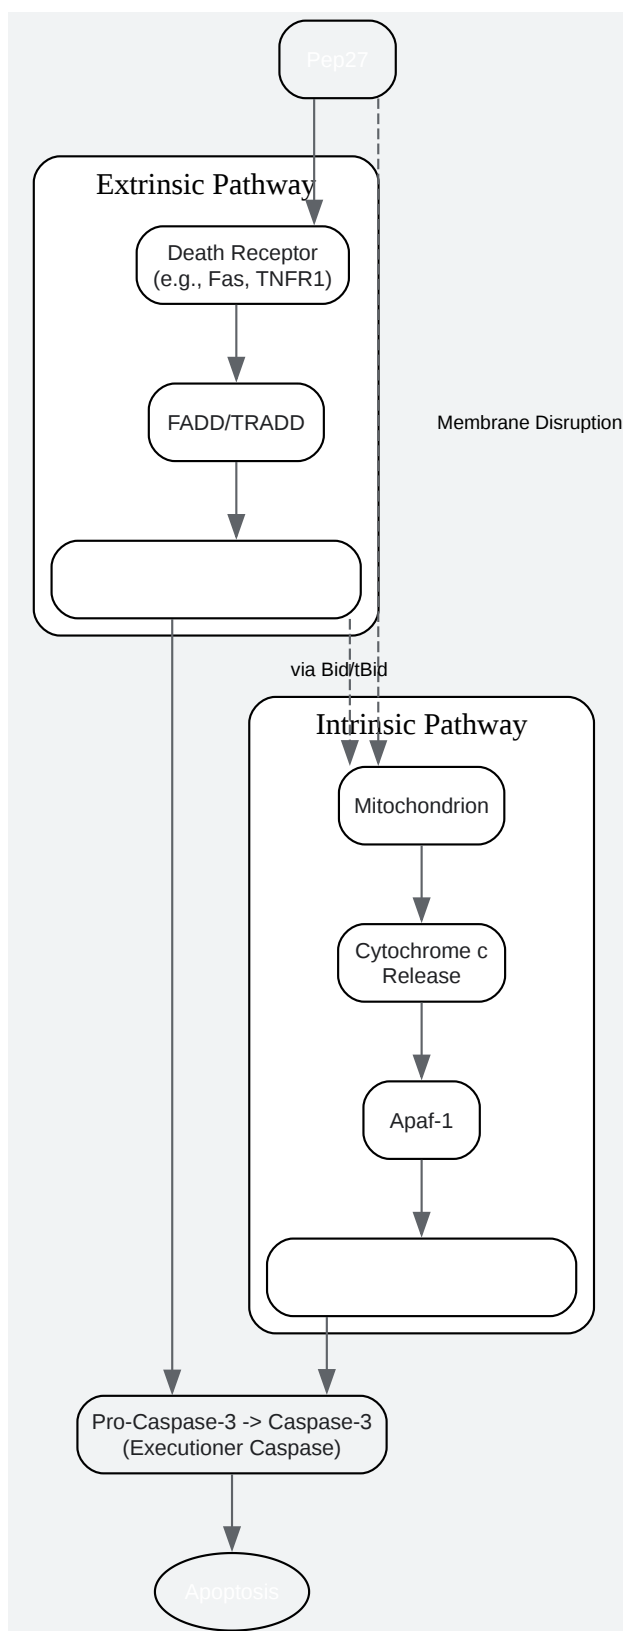 Pep27
Extrinsic Pathway
Death Receptor
(e.g., Fas, TNFR1)
FADD/TRADD
Membrane Disruption
via Bid/tBid
Intrinsic Pathway
Mitochondrion
Cytochrome c
Release
Apaf-1
Pro-Caspase-3 -> Caspase-3
(Executioner Caspase)
Apoptosis